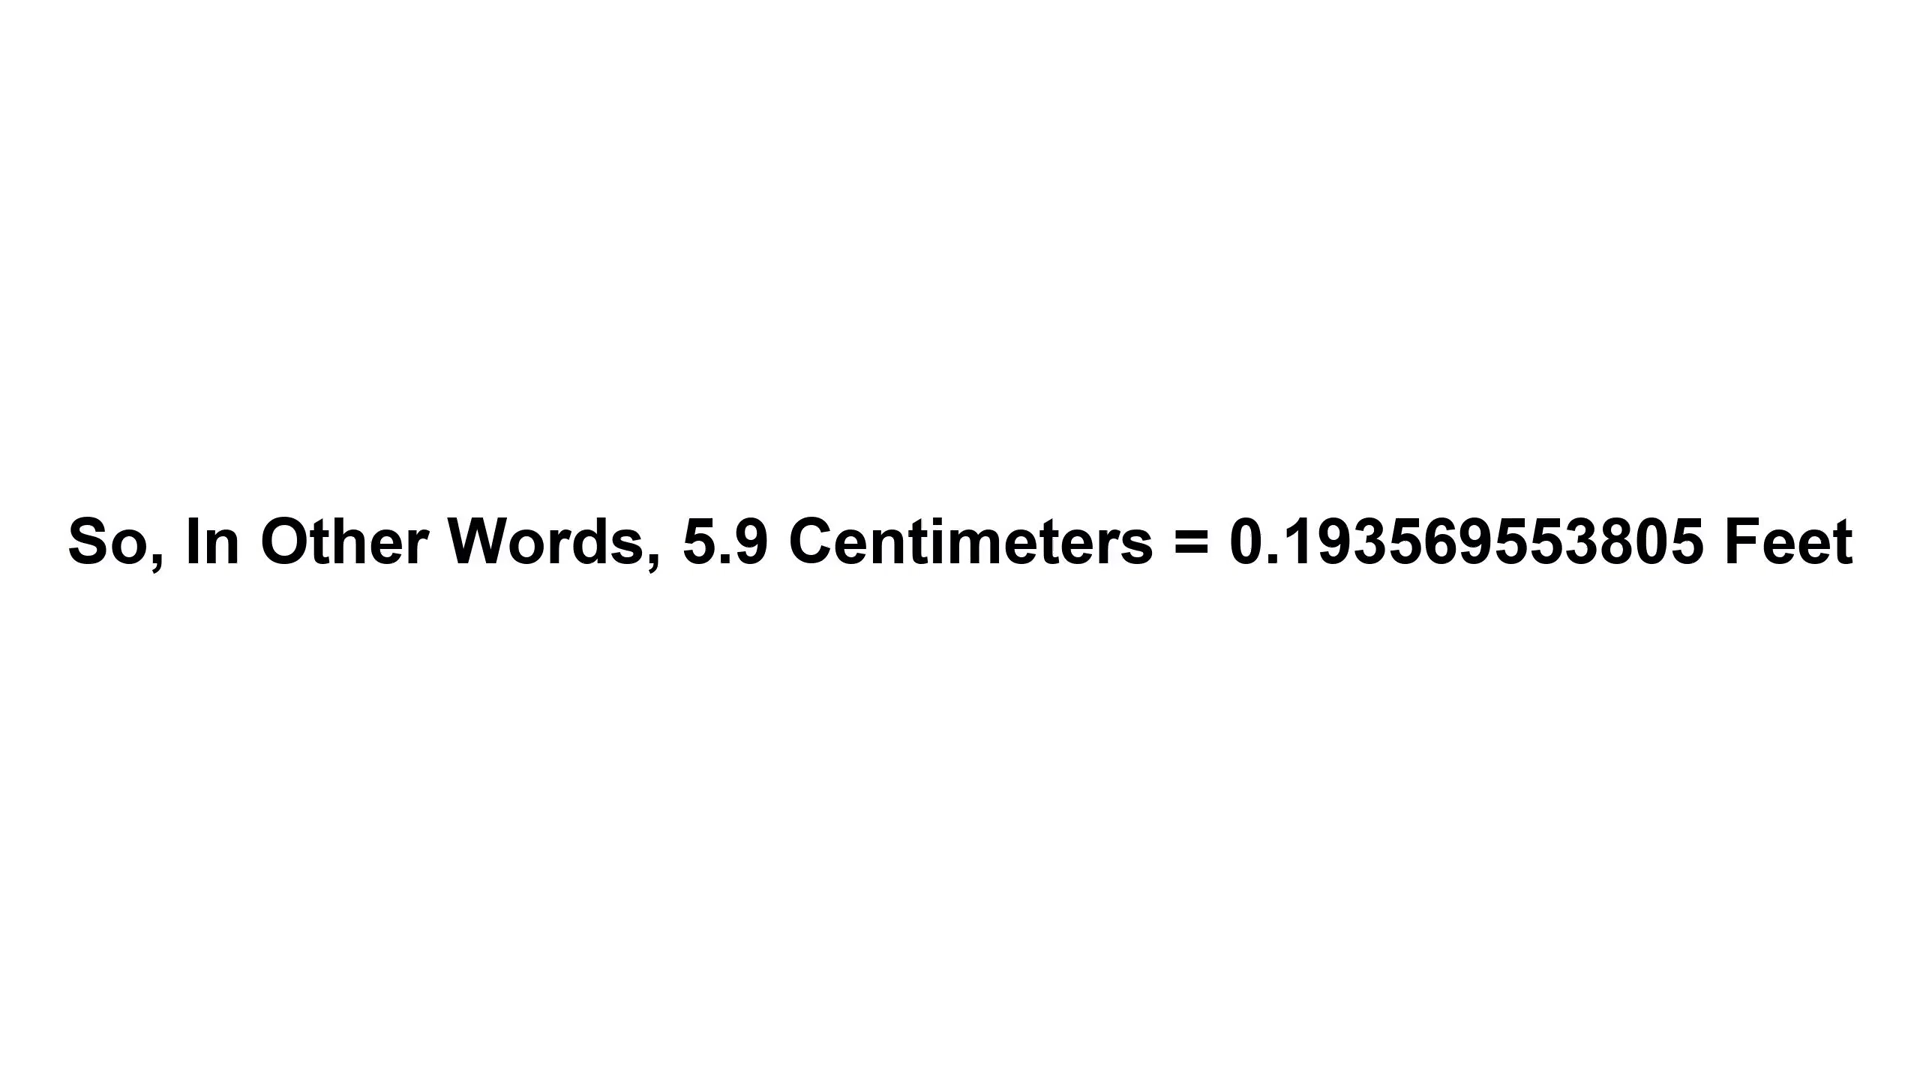 So, In Other Words, 5.9 Centimeters = 0.193569553805 Feet